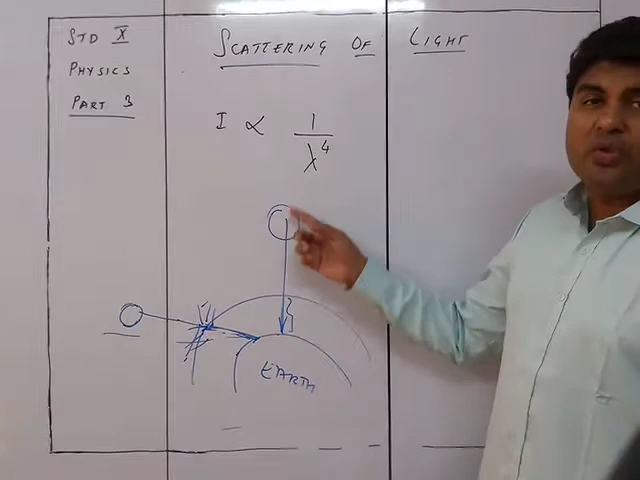 STD X
PHYSICS
PART 3
SCATTERING OF LIGHT
I ∝ 1/λ⁴
EARTH